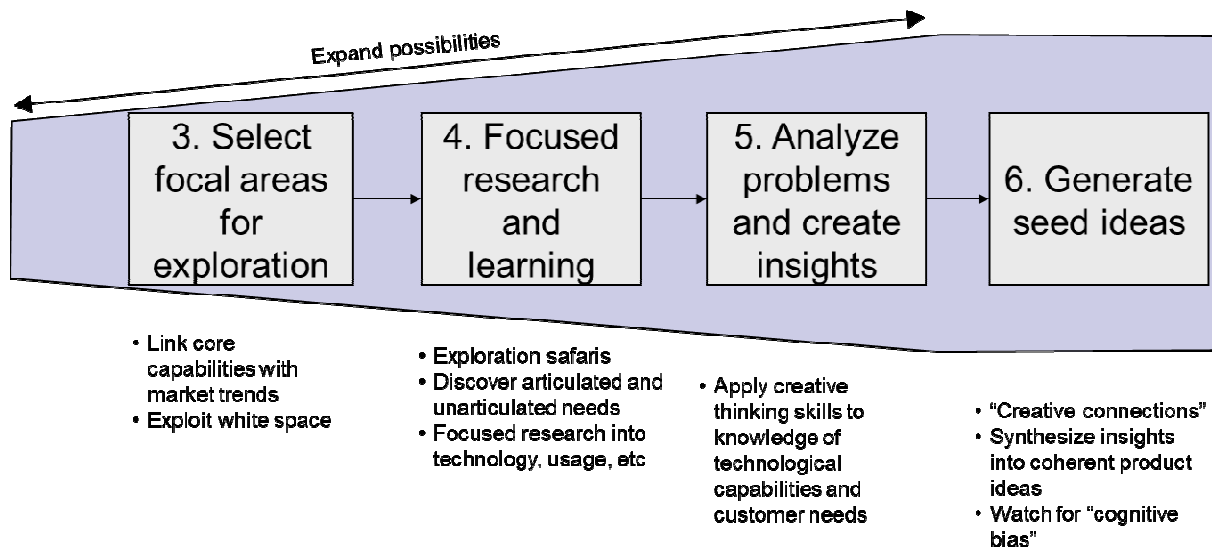 Expand possibilities
3. Select
focal areas
for
exploration
4. Focused
research
and
learning
5. Analyze
problems
and create
insights
6. Generate
seed ideas
• Link core
capabilities with
market trends
• Exploit white space
• Exploration safaris
• Discover articulated and
unarticulated needs
• Focused research into
technology, usage, etc
• Apply creative
thinking skills to
knowledge of
technological
capabilities and
customer needs
• “Creative connections”
• Synthesize insights
into coherent product
ideas
• Watch for “cognitive
bias”